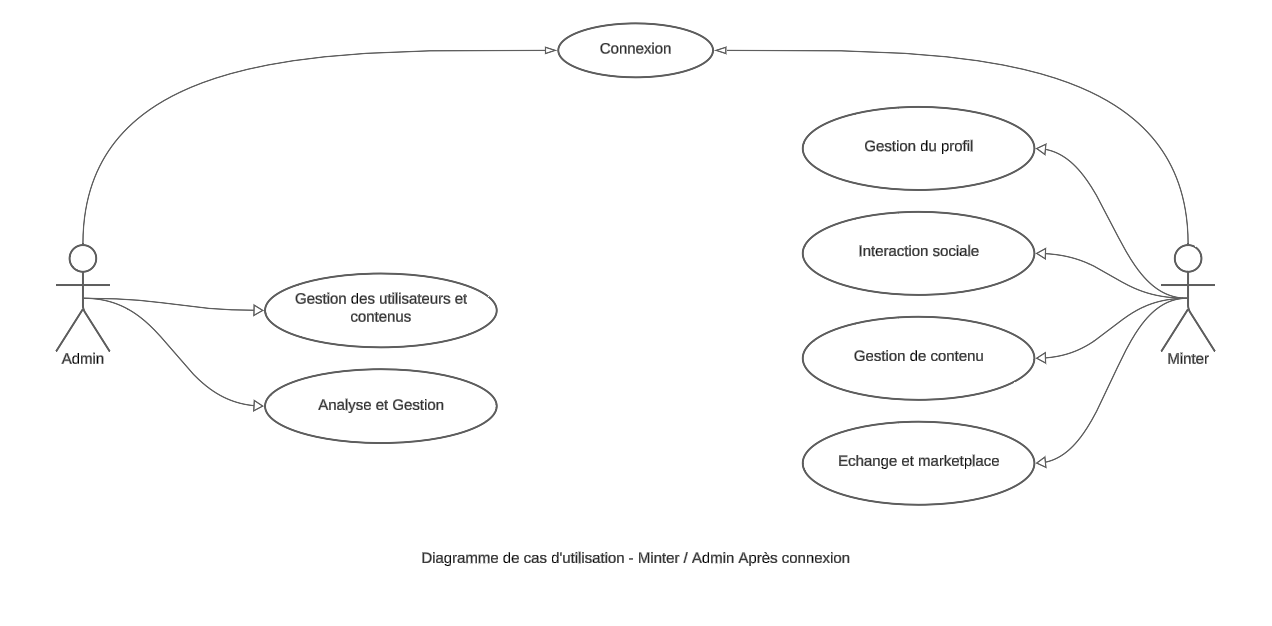 Connexion
Gestion du profil
Interaction sociale
Gestion des utilisateurs et
contenus
Admin
Gestion de contenu
Minter
Analyse et Gestion
Echange et marketplace
Diagramme de cas d'utilisation - Minter / Admin Après connexion